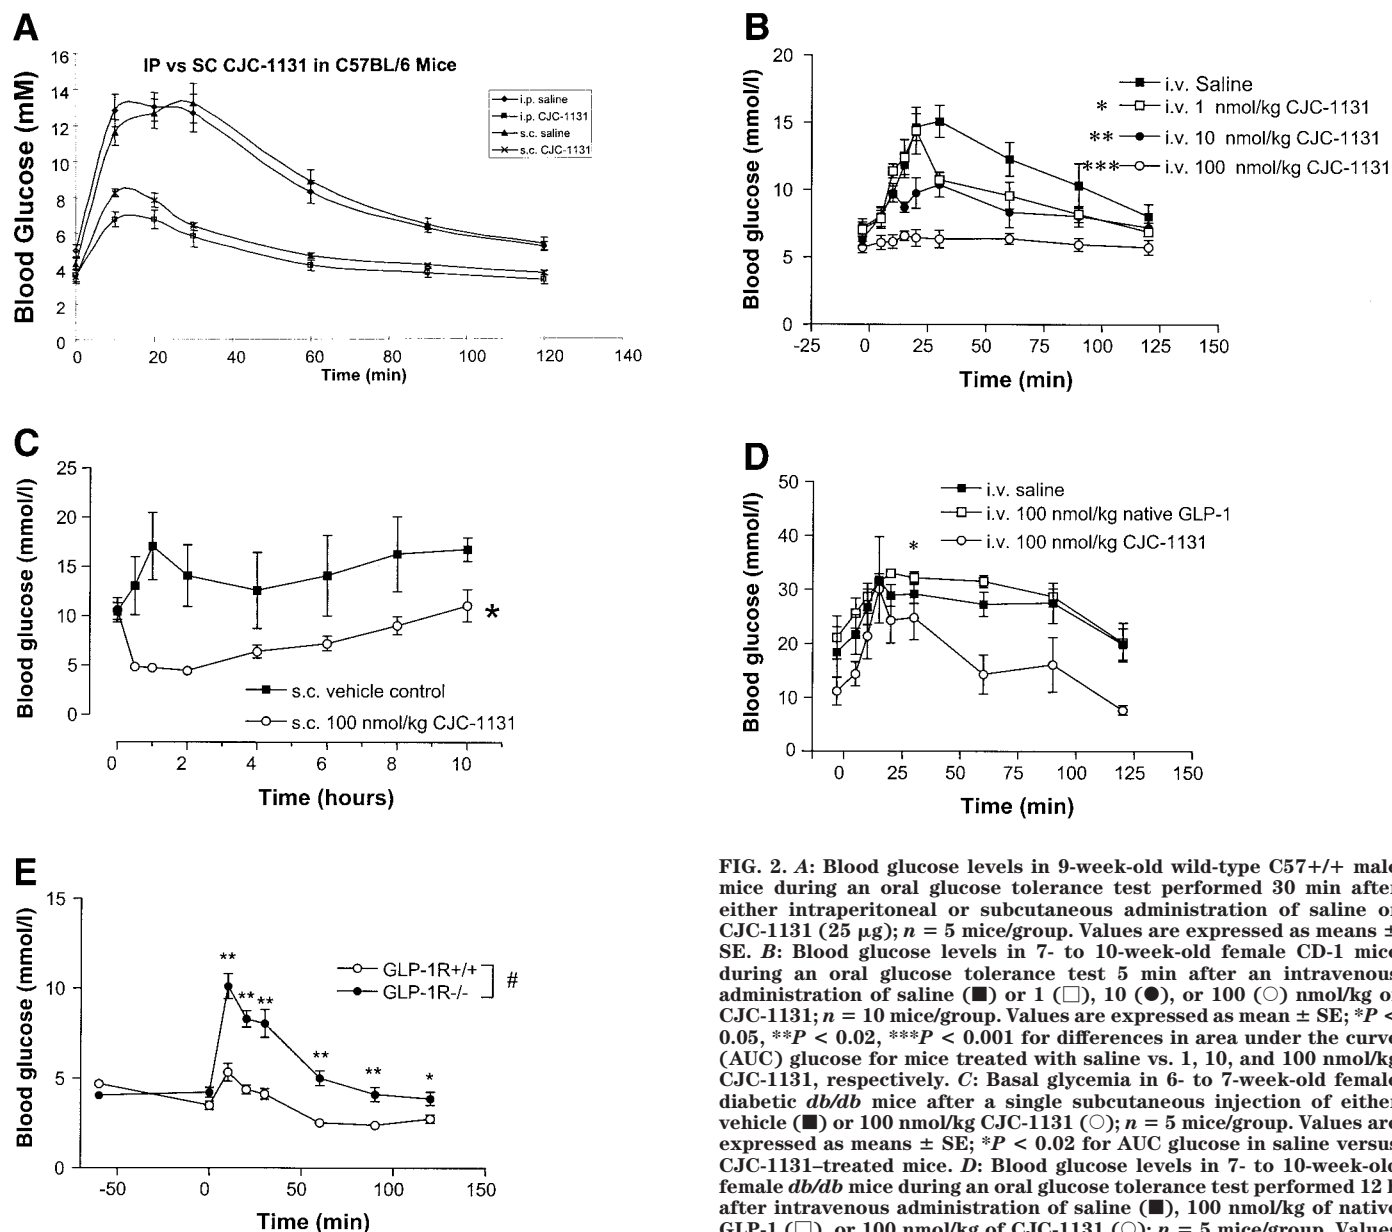 A
IP vs SC CJC-1131 in C57BL/6 Mice
Blood Glucose (mM)
16
14
12
10
8
6
4
2
0
i.p. saline
i.p. CJC-1131
s.c. saline
s.c. CJC-1131
0 20 40 60 80 100 120 140
Time (min)
B
Blood glucose (mmol/l)
20
15
10
5
0
i.v. Saline
* i.v. 1 nmol/kg CJC-1131
** i.v. 10 nmol/kg CJC-1131
*** i.v. 100 nmol/kg CJC-1131
-25 0 25 50 75 100 125 150
Time (min)
C
Blood glucose (mmol/l)
25
20
15
10
5
0
*
s.c. vehicle control
s.c. 100 nmol/kg CJC-1131
0 2 4 6 8 10
Time (hours)
D
Blood glucose (mmol/l)
50
40
30
20
10
0
i.v. saline
i.v. 100 nmol/kg native GLP-1
i.v. 100 nmol/kg CJC-1131
*
0 25 50 75 100 125 150
Time (min)
E
Blood glucose (mmol/l)
15
10
5
0
** ** ** ** ** *
GLP-1R+/+
GLP-1R-/-
#
-50 0 50 100 150
Time (min)
FIG. 2. A: Blood glucose levels in 9-week-old wild-type C57+/+ male
mice during an oral glucose tolerance test performed 30 min after
either intraperitoneal or subcutaneous administration of saline or
CJC-1131 (25 μg); n = 5 mice/group. Values are expressed as means ±
SE. B: Blood glucose levels in 7- to 10-week-old female CD-1 mice
during an oral glucose tolerance test 5 min after an intravenous
administration of saline (■) or 1 (□), 10 (●), or 100 (○) nmol/kg of
CJC-1131; n = 10 mice/group. Values are expressed as mean ± SE; *P <
0.05, **P < 0.02, ***P < 0.001 for differences in area under the curve
(AUC) glucose for mice treated with saline vs. 1, 10, and 100 nmol/kg
CJC-1131, respectively. C: Basal glycemia in 6- to 7-week-old female
diabetic db/db mice after a single subcutaneous injection of either
vehicle (■) or 100 nmol/kg CJC-1131 (○); n = 5 mice/group. Values are
expressed as means ± SE; *P < 0.02 for AUC glucose in saline versus
CJC-1131–treated mice. D: Blood glucose levels in 7- to 10-week-old
female db/db mice during an oral glucose tolerance test performed 12 h
after intravenous administration of saline (■), 100 nmol/kg of native
GLP-1 (□), or 100 nmol/kg of CJC-1131 (○); n = 5 mice/group. Values